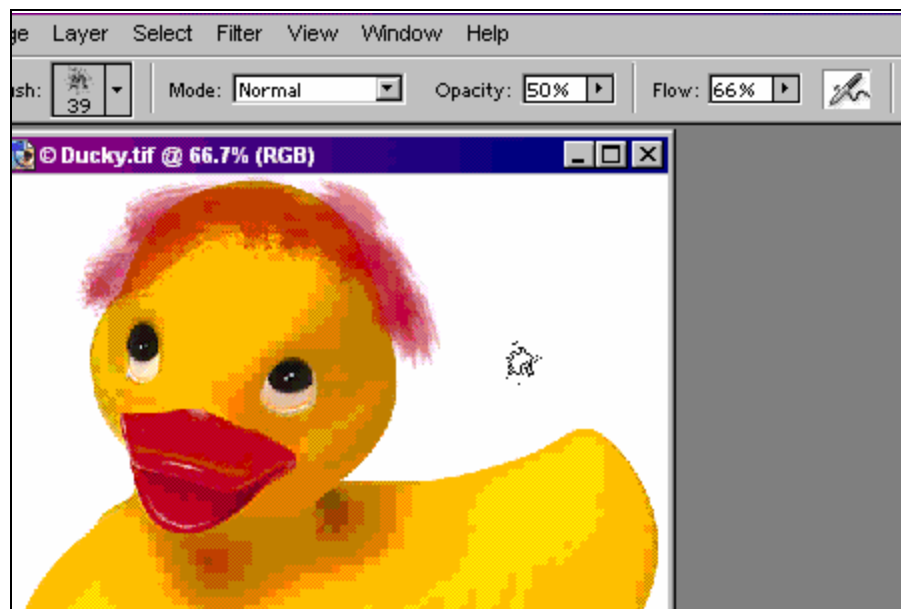 ge Layer Select Filter View Window Help
ush: 39 Mode: Normal Opacity: 50% Flow: 66%
© Ducky.tif @ 66.7% (RGB)